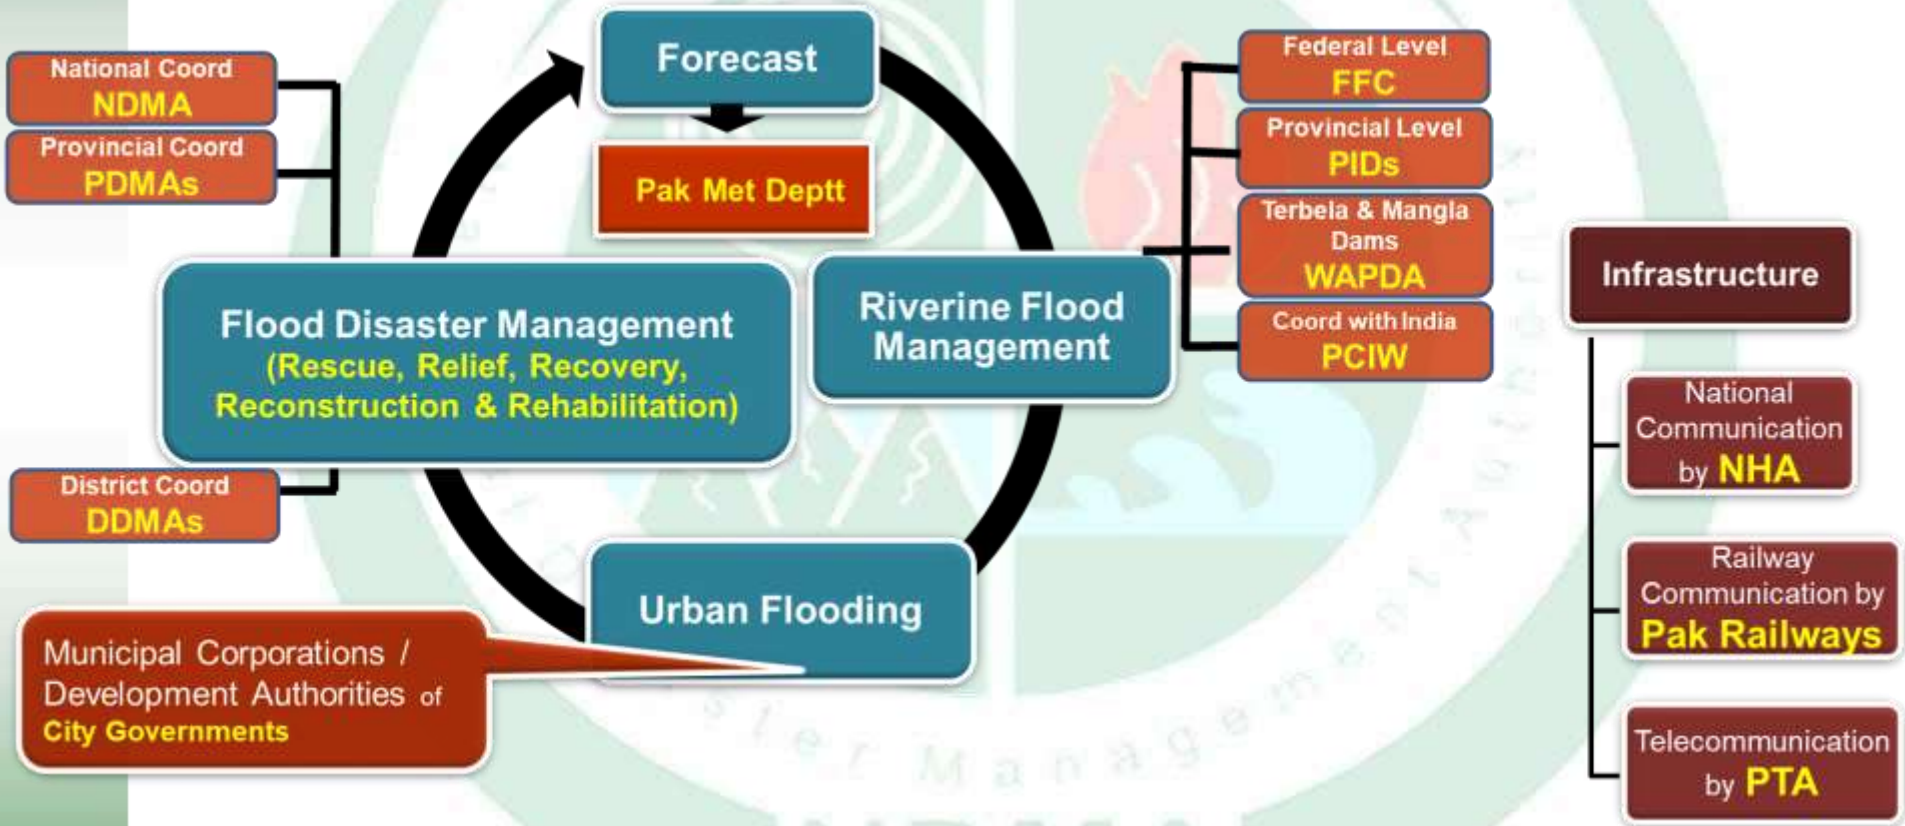 Forecast
Pak Met Deptt
National Coord
NDMA
Provincial Coord
PDMAs
Flood Disaster Management
(Rescue, Relief, Recovery,
Reconstruction & Rehabilitation)
District Coord
DDMAs
Riverine Flood
Management
Federal Level
FFC
Provincial Level
PIDs
Terbela & Mangla
Dams
WAPDA
Coord with India
PCIW
Urban Flooding
Municipal Corporations /
Development Authorities of
City Governments
Infrastructure
National
Communication
by NHA
Railway
Communication by
Pak Railways
Telecommunication
by PTA
Management Authority